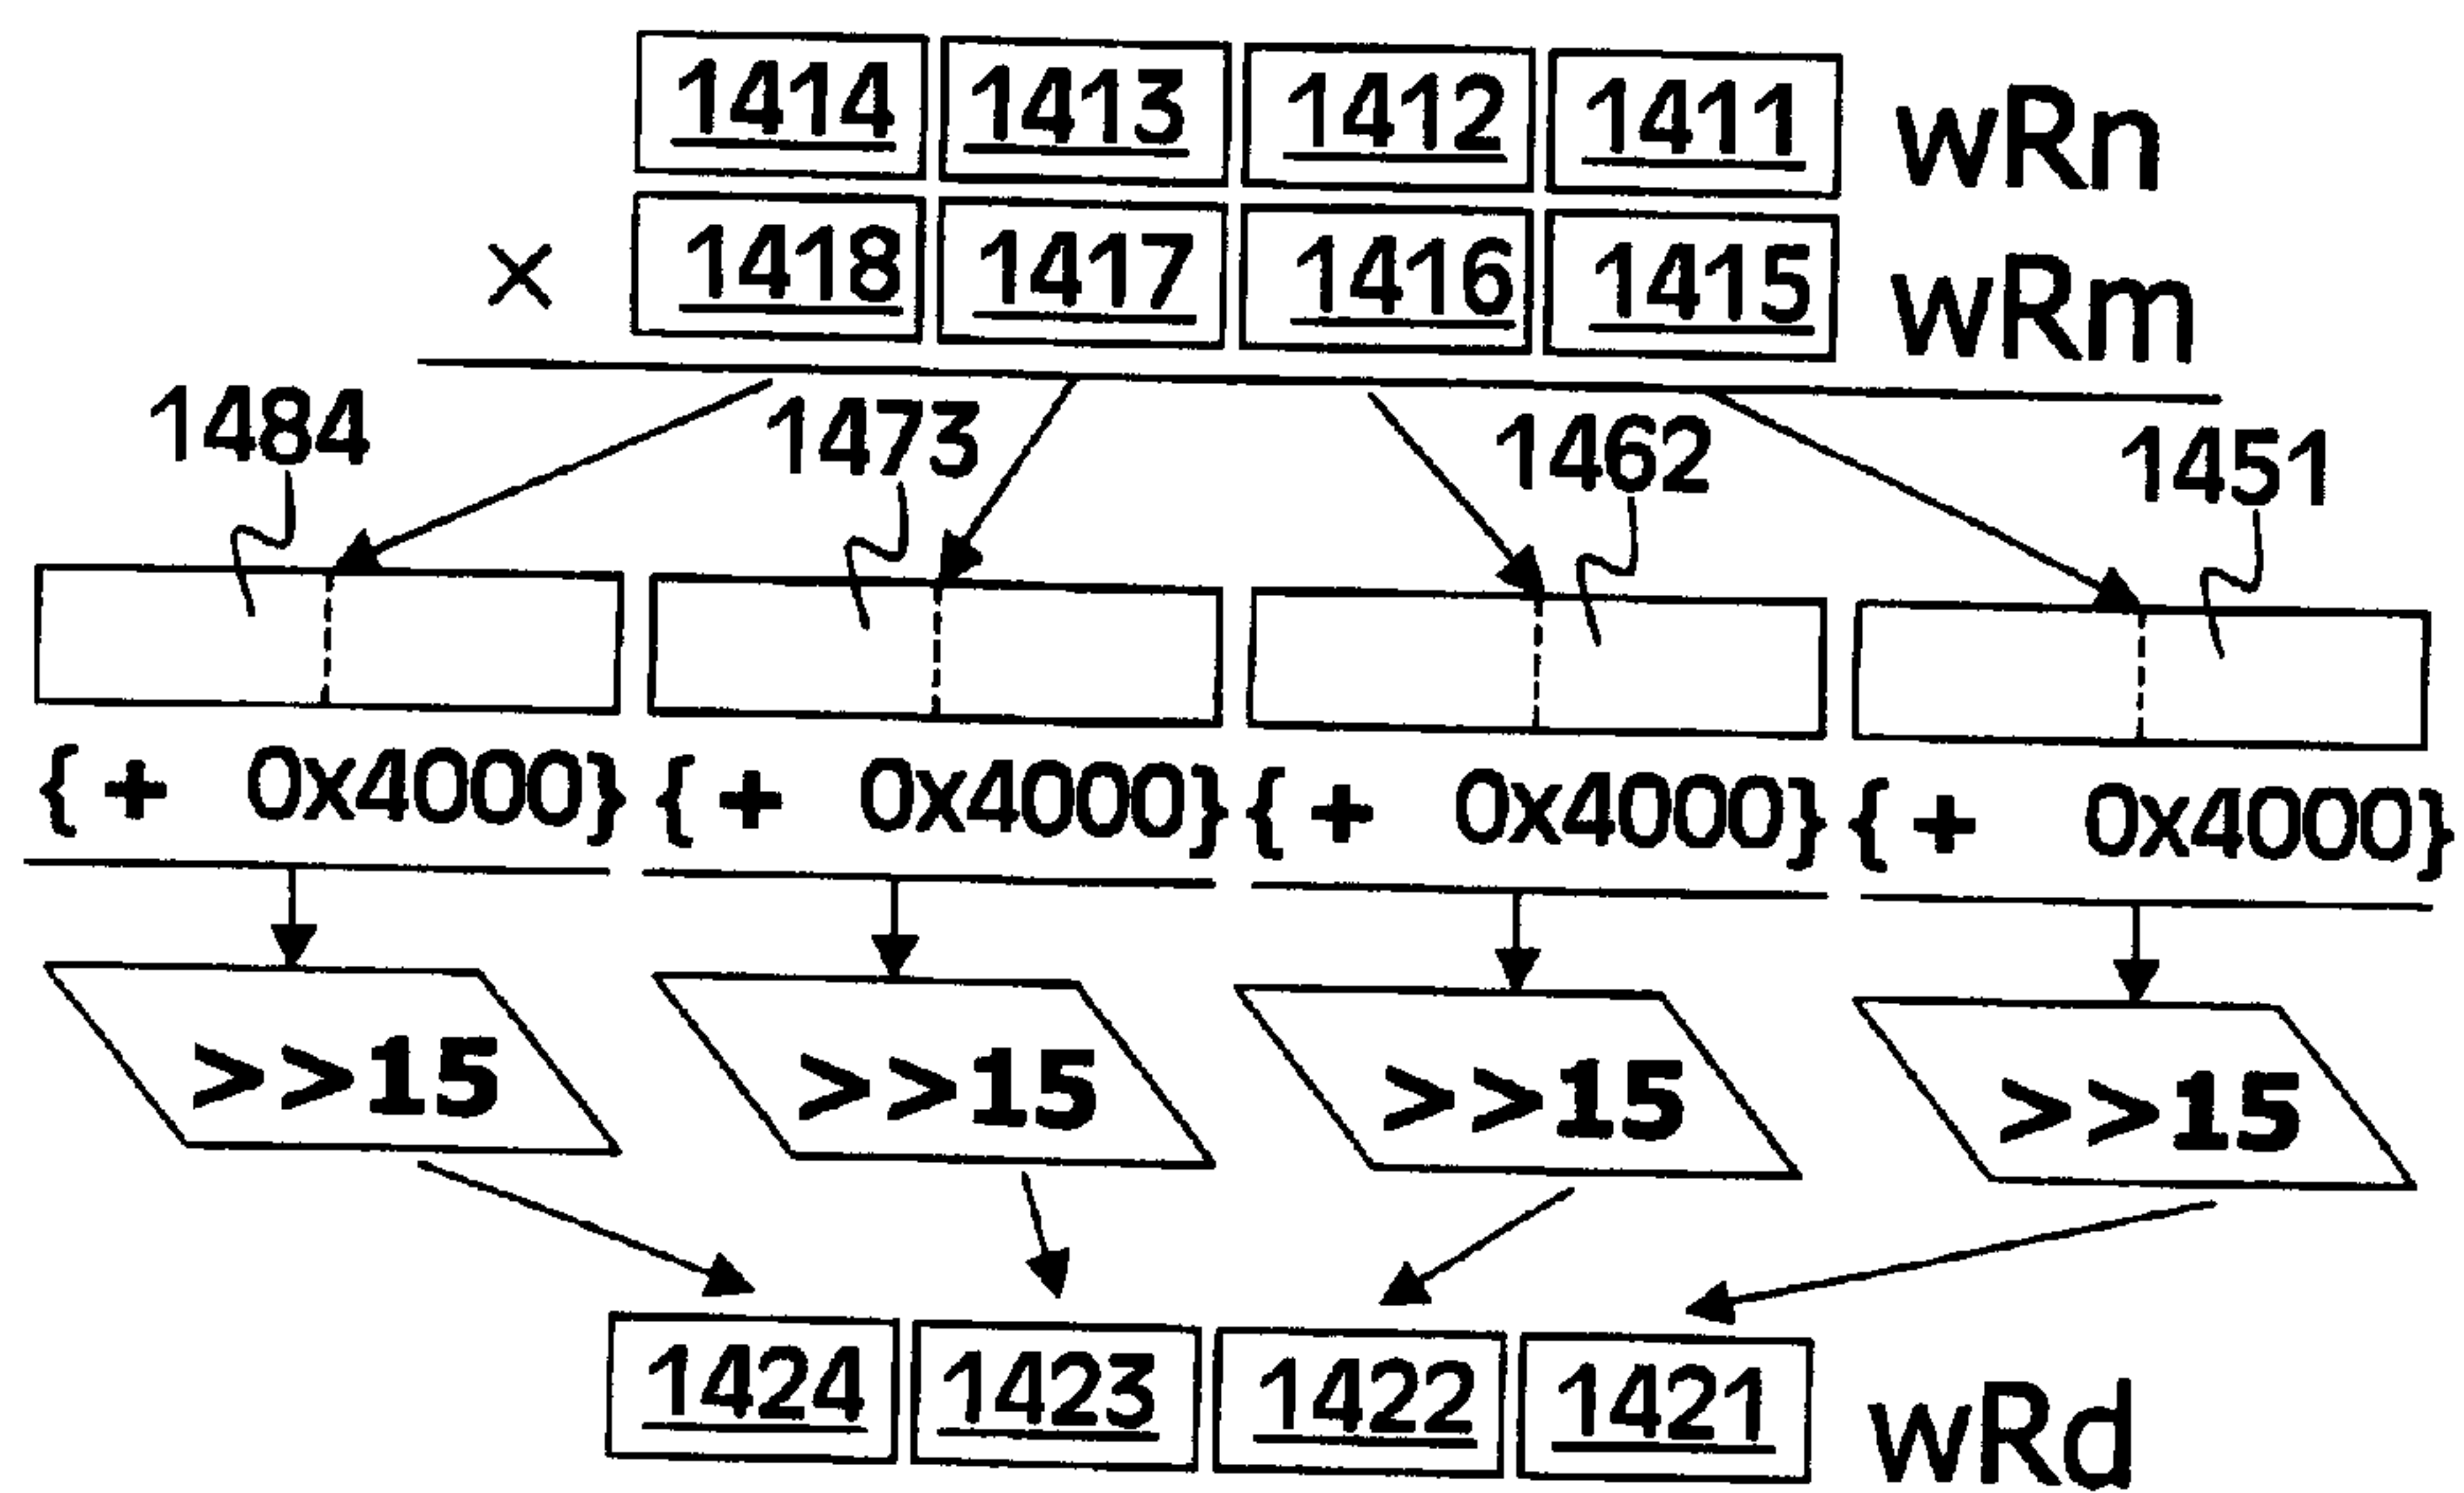 1414 1413 1412 1411 wRn
× 1418 1417 1416 1415 wRm
1484 1473 1462 1451
{ + 0x4000} { + 0x4000} { + 0x4000} { + 0x4000}
>>15 >>15 >>15 >>15
1424 1423 1422 1421 wRd